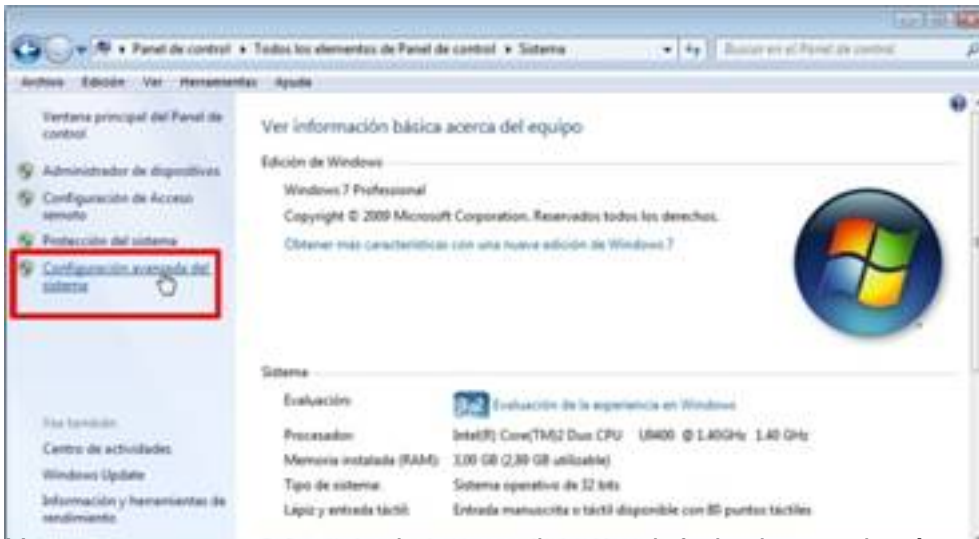 Panel de control ▸ Todos los elementos de Panel de control ▸ Sistema
Buscar en el Panel de control
Archivo Edición Ver Herramientas Ayuda
Ventana principal del Panel de
control
Administrador de dispositivos
Configuración de Acceso
remoto
Protección del sistema
Configuración avanzada del
sistema
Vea también
Centro de actividades
Windows Update
Información y herramientas de
rendimiento
Ver información básica acerca del equipo
Edición de Windows
Windows 7 Professional
Copyright © 2009 Microsoft Corporation. Reservados todos los derechos.
Obtener más características con una nueva edición de Windows 7
Sistema
Evaluación:
Evaluación de la experiencia en Windows
Procesador: Intel(R) Core(TM)2 Duo CPU U9400 @ 1.40GHz 1.40 GHz
Memoria instalada (RAM): 3,00 GB (2,89 GB utilizable)
Tipo de sistema: Sistema operativo de 32 bits
Lápiz y entrada táctil: Entrada manuscrita o táctil disponible con 85 puntos táctiles